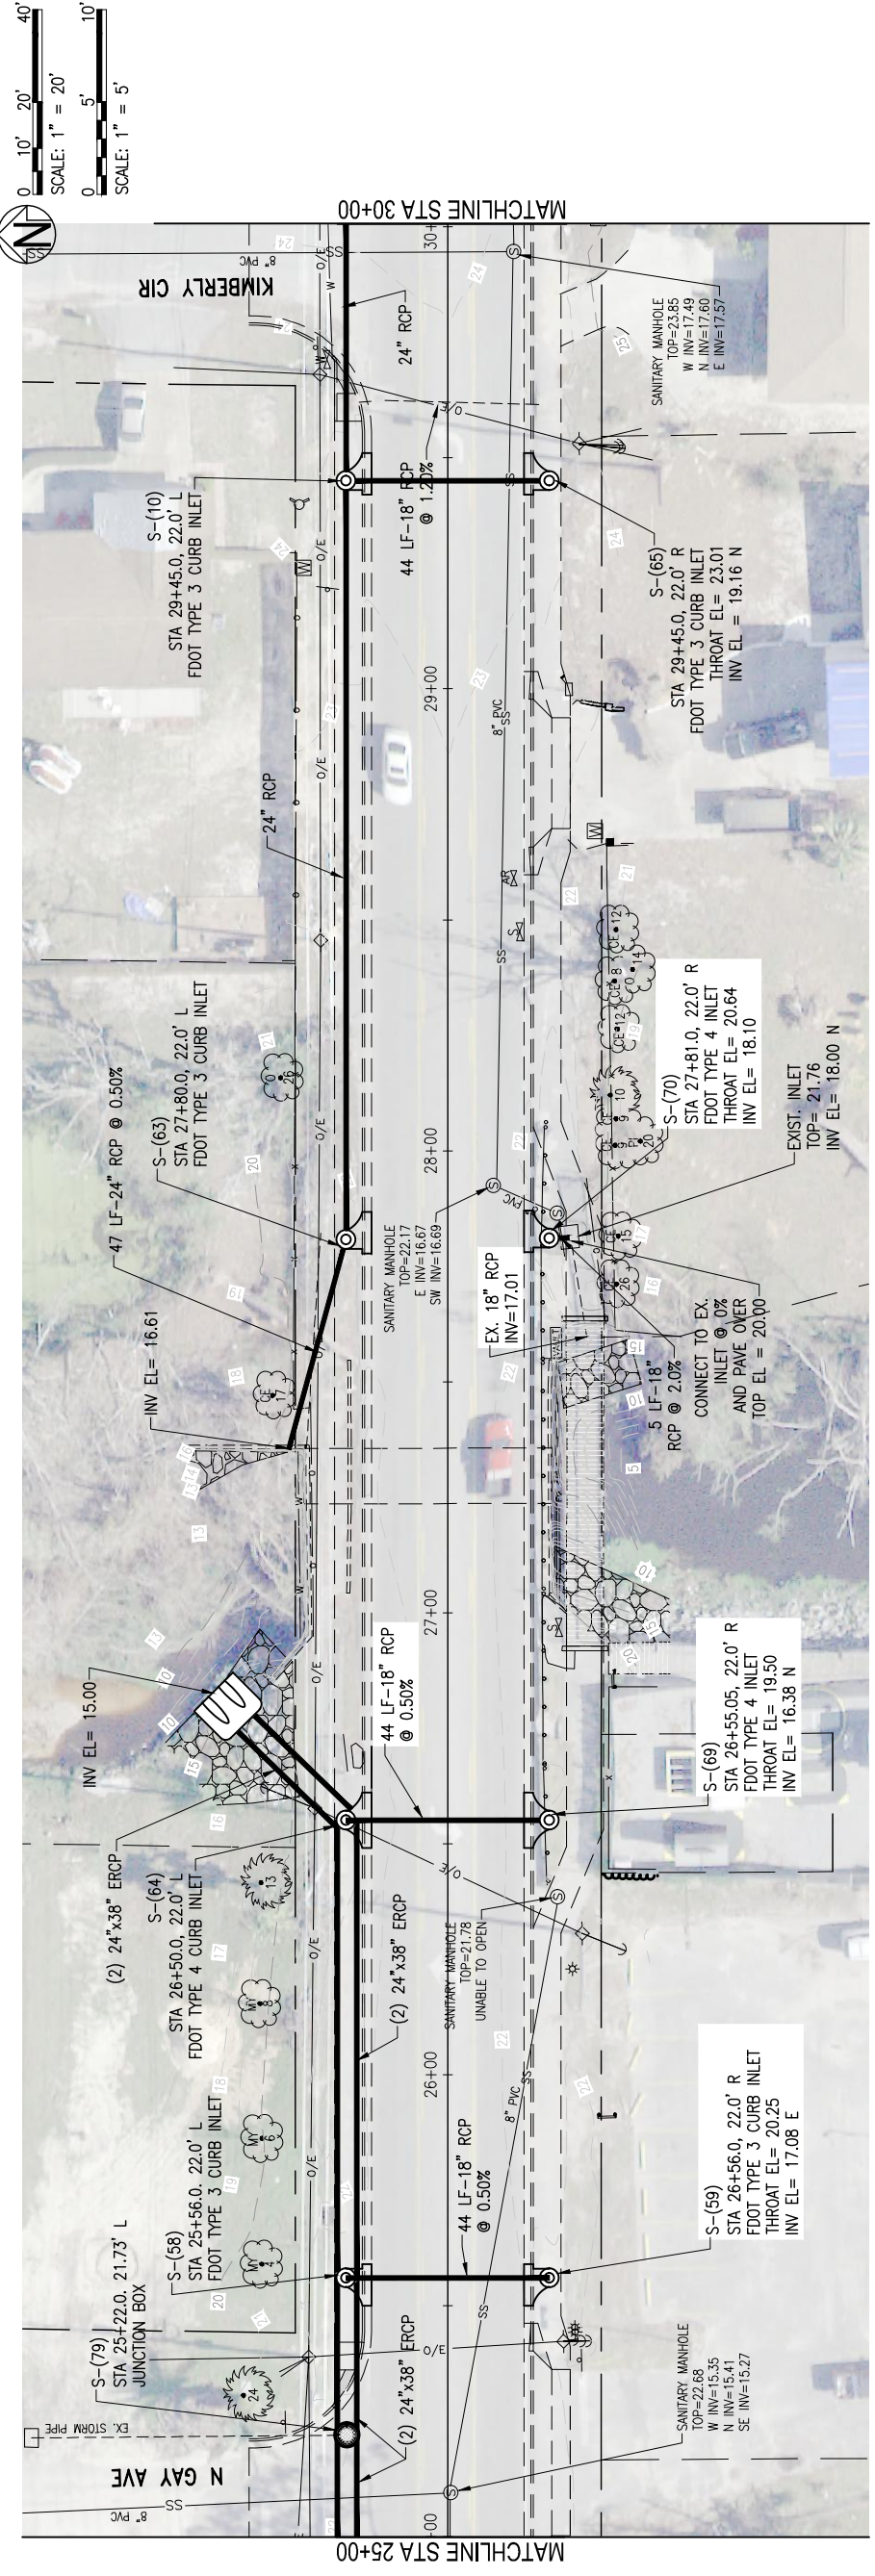 0 10' 20' 40'
SCALE: 1" = 20'
0 5' 10'
SCALE: 1" = 5'
N
MATCHLINE STA 30+00
KIMBERLY CIR
8" PVC
SS
24" RCP
30+
SANITARY MANHOLE
TOP=23.85
W INV=17.49
N INV=17.60
E INV=17.57
S-(10)
STA 29+45.0, 22.0' L
FDOT TYPE 3 CURB INLET
44 LF-18" RCP
@ 1.20%
S-(65)
STA 29+45.0, 22.0' R
FDOT TYPE 3 CURB INLET
THROAT EL= 23.01
INV EL = 19.16 N
29+00
8" PVC
SS
24" RCP
47 LF-24" RCP @ 0.50%
S-(63)
STA 27+80.0, 22.0' L
FDOT TYPE 3 CURB INLET
28+00
S-(70)
STA 27+81.0, 22.0' R
FDOT TYPE 4 INLET
THROAT EL= 20.64
INV EL= 18.10
EXIST. INLET
TOP= 21.76
INV EL= 18.00 N
SANITARY MANHOLE
TOP=22.17
E INV=16.67
SW INV=16.69
EX. 18" RCP
INV=17.01
VAULT
5 LF-18"
RCP @ 2.0%
CONNECT TO EX.
INLET @ 0%
AND PAVE OVER
TOP EL = 20.00
INV EL= 16.61
27+00
INV EL= 15.00
44 LF-18" RCP
@ 0.50%
S-(69)
STA 26+55.05, 22.0' R
FDOT TYPE 4 INLET
THROAT EL= 19.50
INV EL= 16.38 N
(2) 24"x38" ERCP
S-(64)
STA 26+50.0, 22.0' L
FDOT TYPE 4 CURB INLET
(2) 24"x38" ERCP
SANITARY MANHOLE
TOP=21.78
UNABLE TO OPEN
26+00
8" PVC SS
S-(58)
STA 25+56.0, 22.0' L
FDOT TYPE 3 CURB INLET
44 LF-18" RCP
@ 0.50%
S-(59)
STA 26+56.0, 22.0' R
FDOT TYPE 3 CURB INLET
THROAT EL= 20.25
INV EL= 17.08 E
S-(79)
STA 25+22.0, 21.73' L
JUNCTION BOX
EX. STORM PIPE
(2) 24"x38" ERCP
SANITARY MANHOLE
TOP=22.68
W INV=15.35
N INV=15.41
SE INV=15.27
N GAY AVE
8" PVC
SS
MATCHLINE STA 25+00